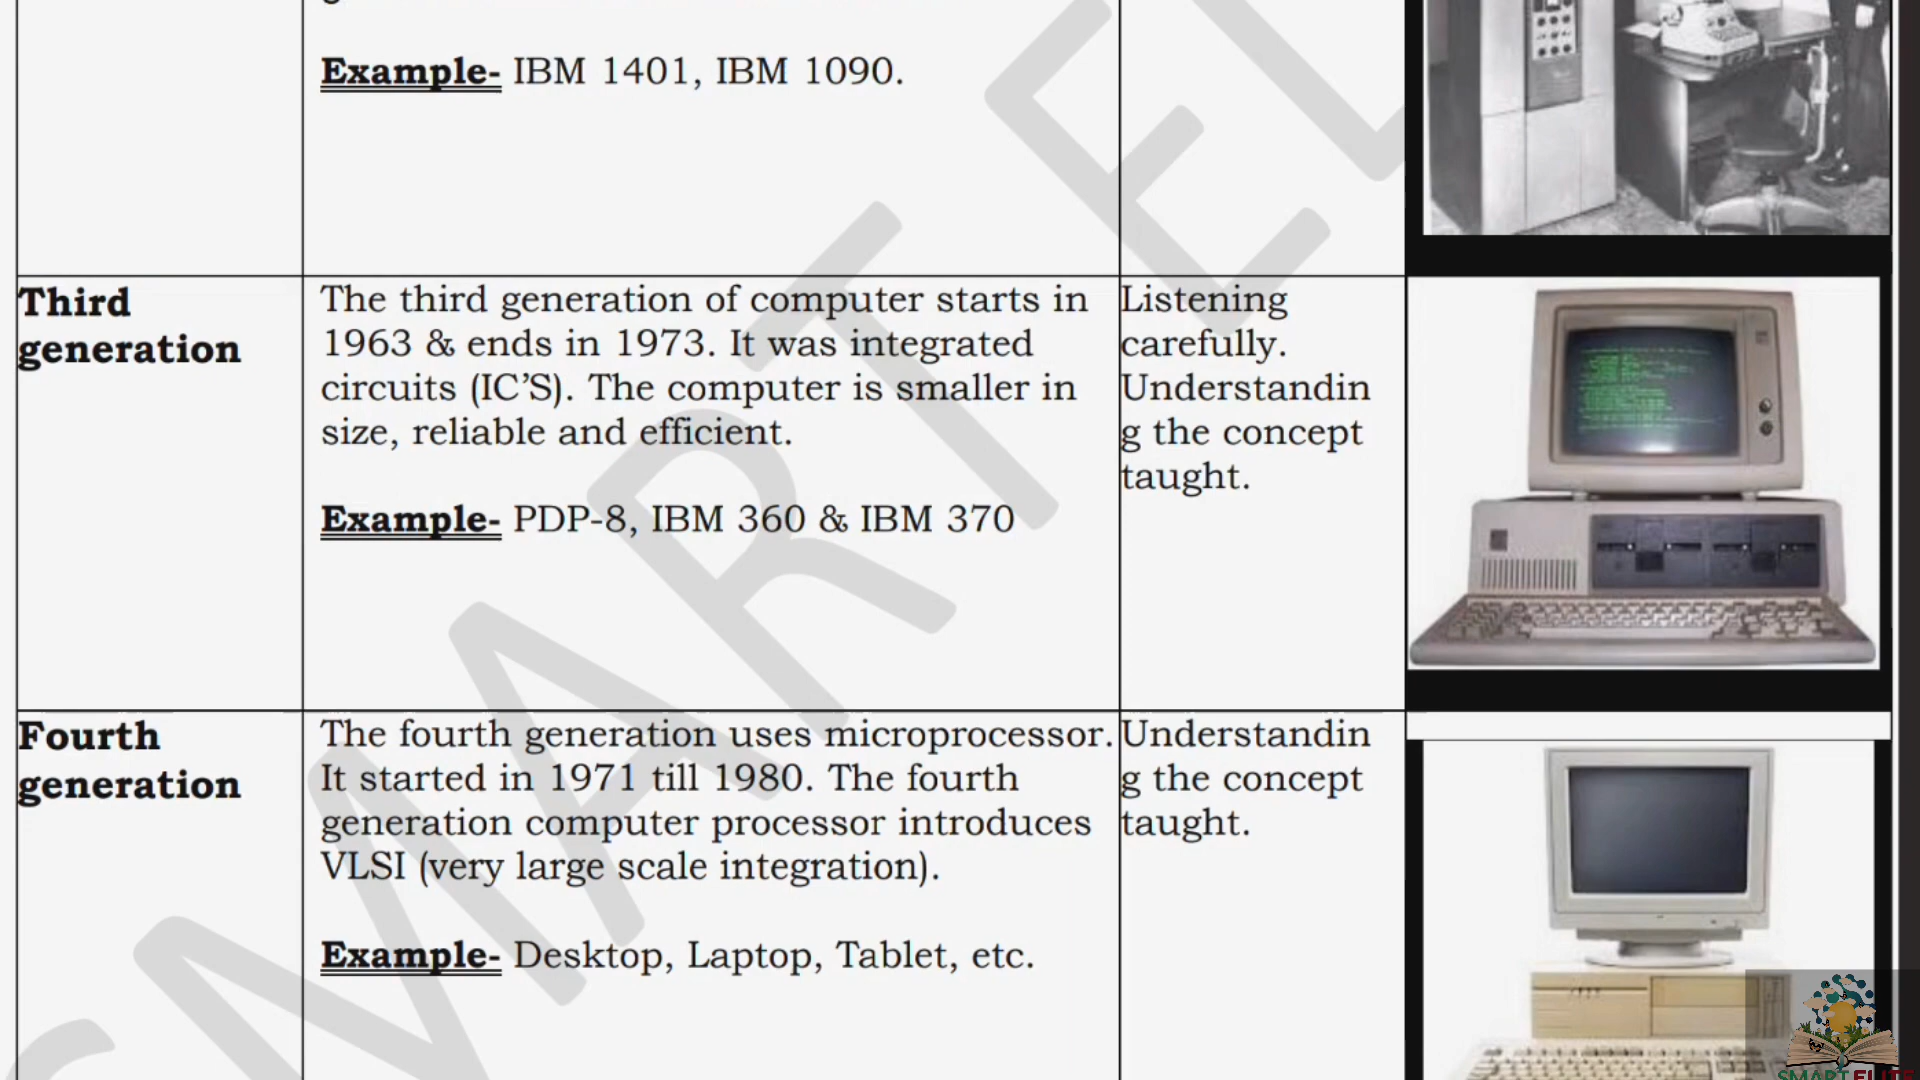 Example- IBM 1401, IBM 1090.
Third
generation
The third generation of computer starts in
1963 & ends in 1973. It was integrated
circuits (IC'S). The computer is smaller in
size, reliable and efficient.
Example- PDP-8, IBM 360 & IBM 370
Listening
carefully.
Understandin
g the concept
taught.
Fourth
generation
The fourth generation uses microprocessor.
It started in 1971 till 1980. The fourth
generation computer processor introduces
VLSI (very large scale integration).
Example- Desktop, Laptop, Tablet, etc.
Understandin
g the concept
taught.
SMART EL
SMART ELITE